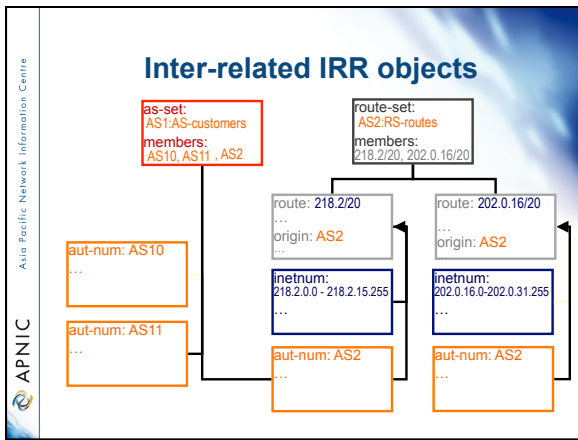 Inter-related IRR objects
Asia Pacific Network Information Centre
APNIC
as-set:
AS1:AS-customers
members:
AS10, AS11 , AS2
route-set:
AS2:RS-routes
members:
218.2/20, 202.0.16/20
route: 218.2/20
…
origin: AS2
...
route: 202.0.16/20
...
origin: AS2
aut-num: AS10
…
inetnum:
218.2.0.0 - 218.2.15.255
…
inetnum:
202.0.16.0-202.0.31.255
…
aut-num: AS11
…
aut-num: AS2
…
aut-num: AS2
…